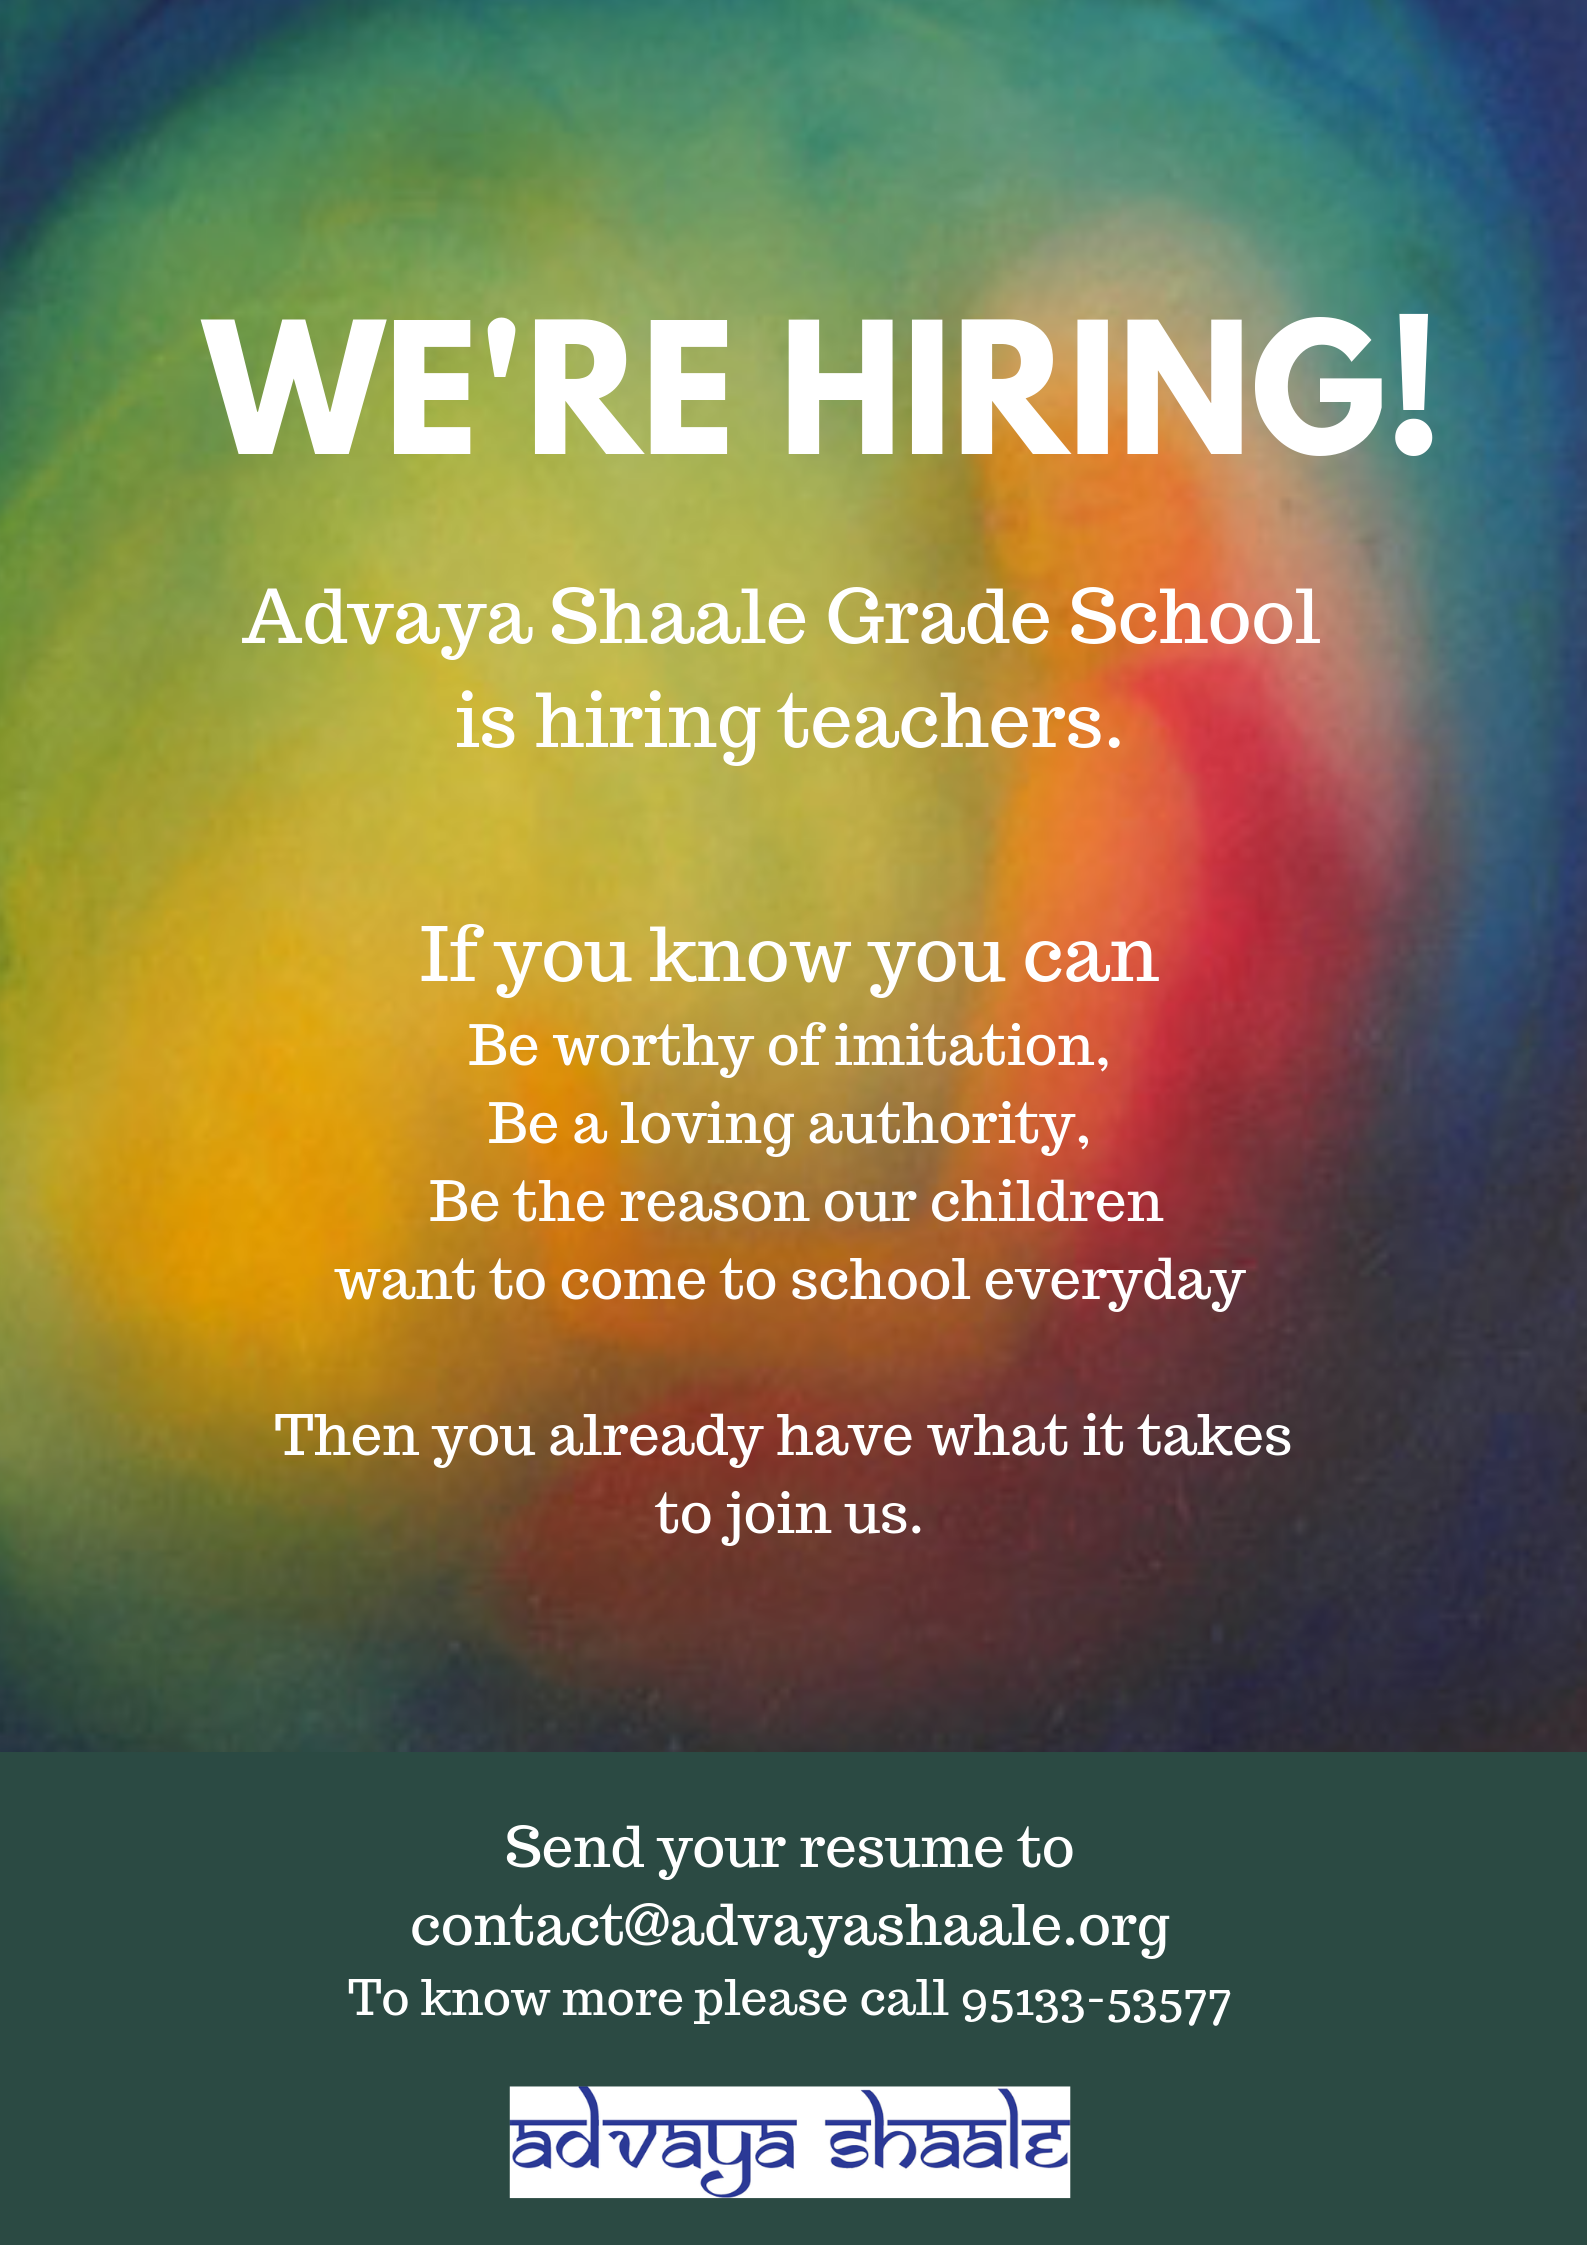 WE'RE HIRING!
Advaya Shaale Grade School
is hiring teachers.
If you know you can
Be worthy of imitation,
Be a loving authority,
Be the reason our children
want to come to school everyday
Then you already have what it takes
to join us.
Send your resume to
contact@advayashaale.org
To know more please call 95133-53577
advaya shaale